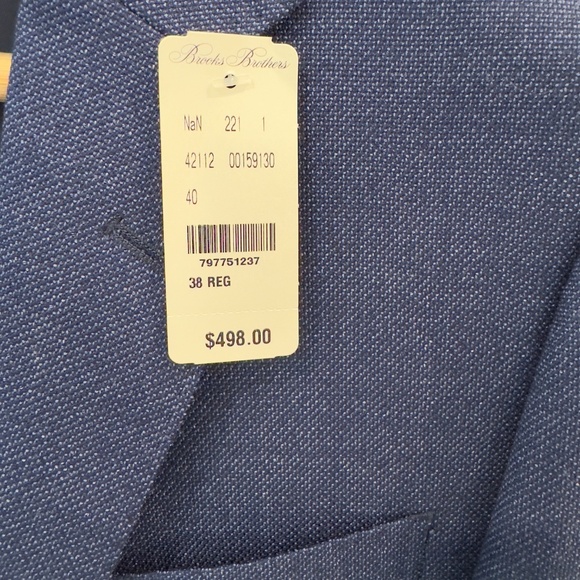 Brooks Brothers
NaN 221 1
42112 00159130
40
797751237
38 REG
$498.00